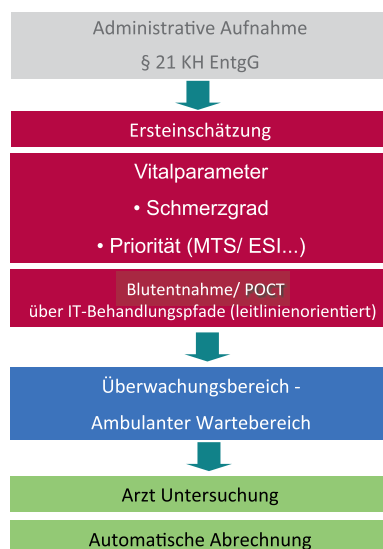 Administrative Aufnahme
§ 21 KH EntgG
Ersteinschätzung
Vitalparameter
• Schmerzgrad
• Priorität (MTS/ ESI...)
Blutentnahme/ POCT
über IT-Behandlungspfade (leitlinienorientiert)
Überwachungsbereich -
Ambulanter Wartebereich
Arzt Untersuchung
Automatische Abrechnung